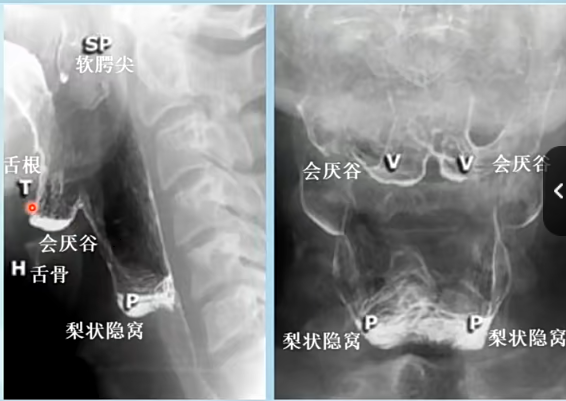 SP
软腭尖
舌根
T
会厌谷
H 舌骨
P
梨状隐窝
会厌谷 V V 会厌谷
P P
梨状隐窝 梨状隐窝